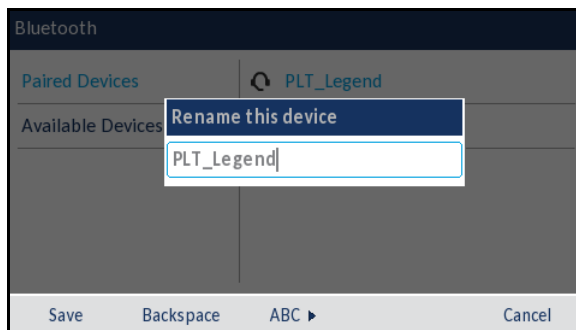 Bluetooth
Paired Devices PLT_Legend
Available Devices
Rename this device
PLT_Legend
Save Backspace ABC ▶ Cancel